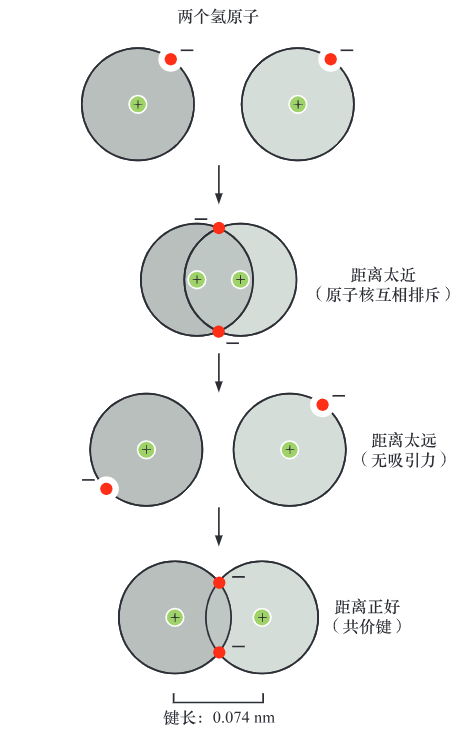 两个氢原子
距离太近
（原子核互相排斥）
距离太远
（无吸引力）
距离正好
（共价键）
键长：0.074 nm